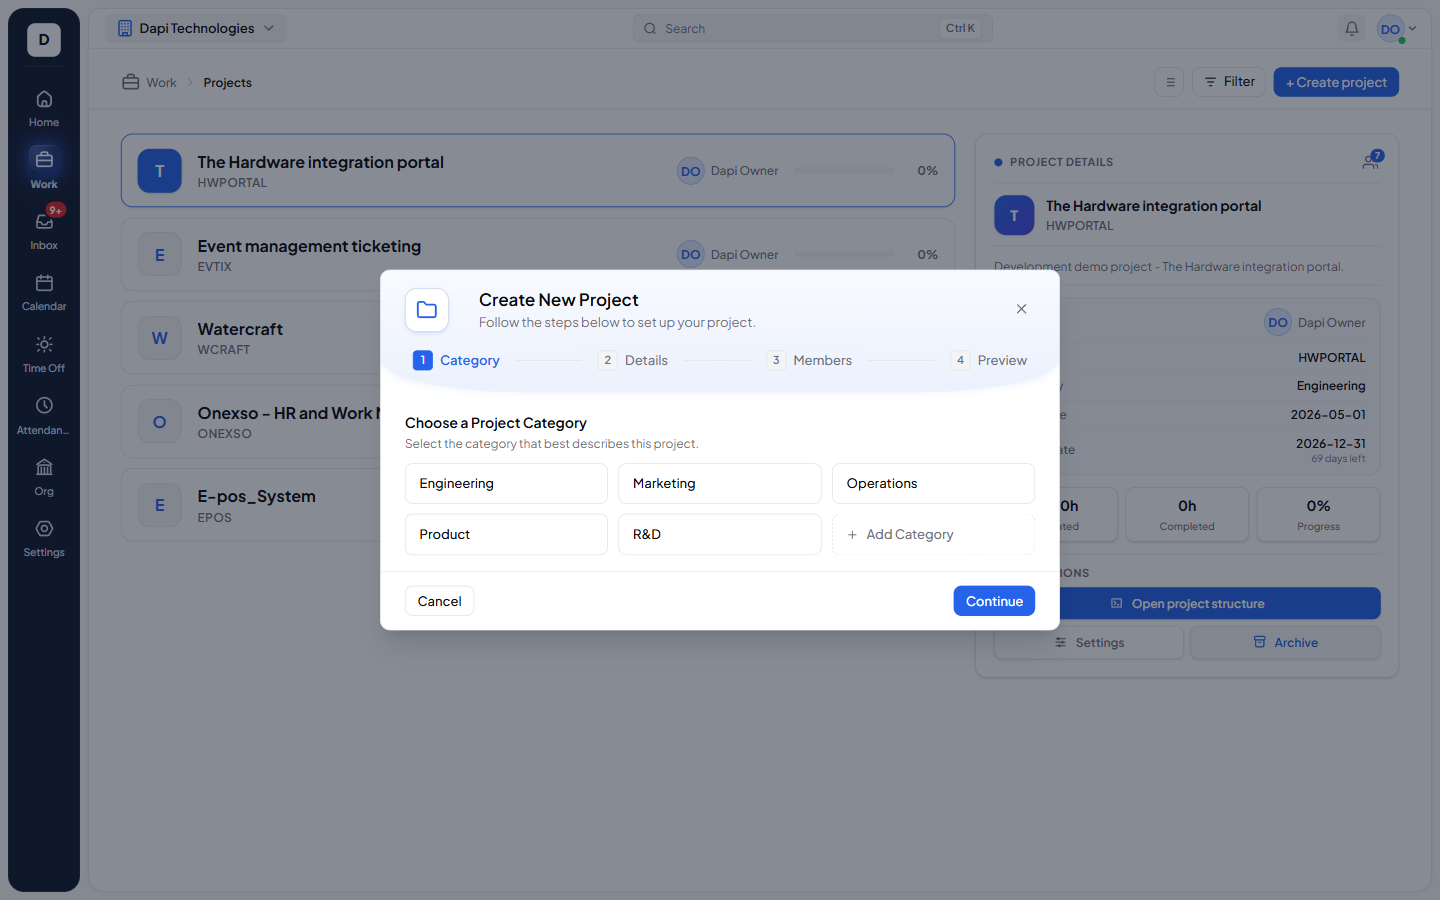 D
Dapi Technologies
Search
Ctrl K
DO
Home
Work
9+
Inbox
Calendar
Time Off
Attendan...
Org
Settings
Work
Projects
Filter
+ Create project
T
The Hardware integration portal
HWPORTAL
DO Dapi Owner
0%
E
Event management ticketing
EVTIX
DO Dapi Owner
0%
W
Watercraft
WCRAFT
O
Onexso - HR and Work
ONEXSO
E
E-pos_System
EPOS
PROJECT DETAILS
7
T
The Hardware integration portal
HWPORTAL
Development demo project - The Hardware integration portal.
DO Dapi Owner
HWPORTAL
Engineering
2026-05-01
2026-12-31
69 days left
0h
0h
Completed
0%
Progress
Open project structure
Settings
Archive
Create New Project
Follow the steps below to set up your project.
1 Category
2 Details
3 Members
4 Preview
Choose a Project Category
Select the category that best describes this project.
Engineering
Marketing
Operations
Product
R&D
+ Add Category
Cancel
Continue